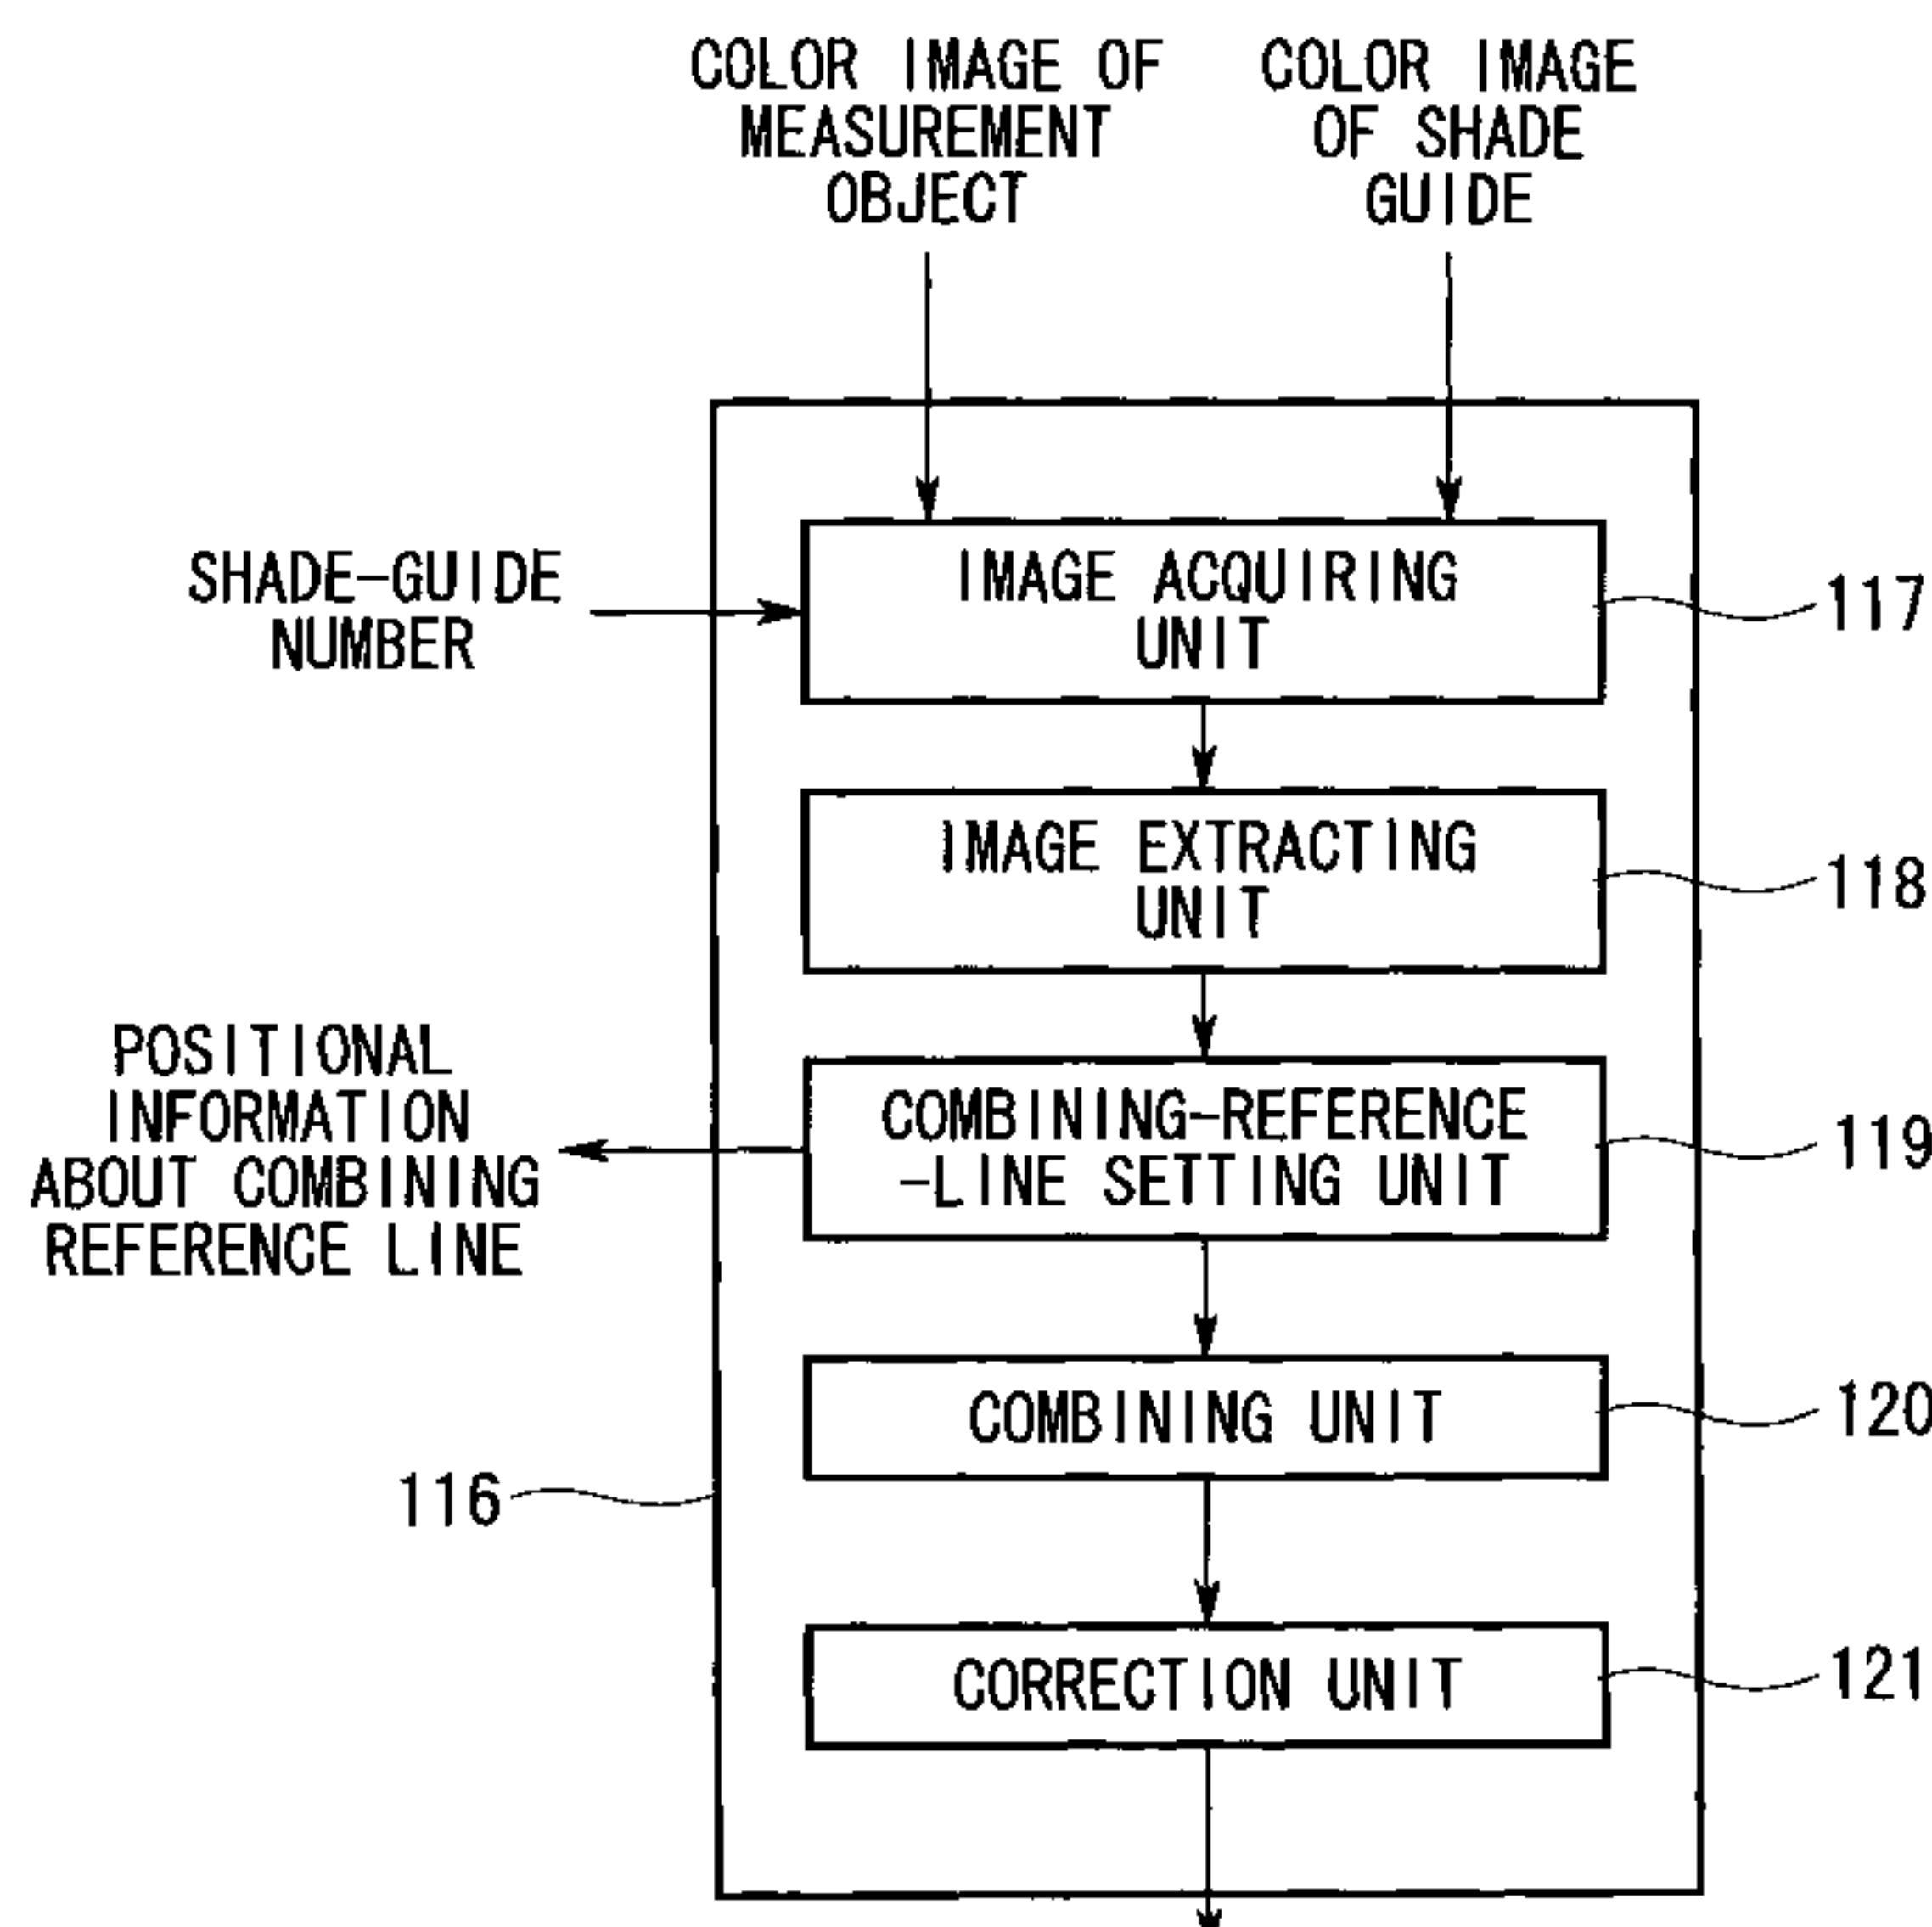 COLOR IMAGE OF
MEASUREMENT
OBJECT
COLOR IMAGE
OF SHADE
GUIDE
SHADE-GUIDE
NUMBER
IMAGE ACQUIRING
UNIT
117
IMAGE EXTRACTING
UNIT
118
POSITIONAL
INFORMATION
ABOUT COMBINING
REFERENCE LINE
COMBINING-REFERENCE
-LINE SETTING UNIT
119
COMBINING UNIT
120
116
CORRECTION UNIT
121